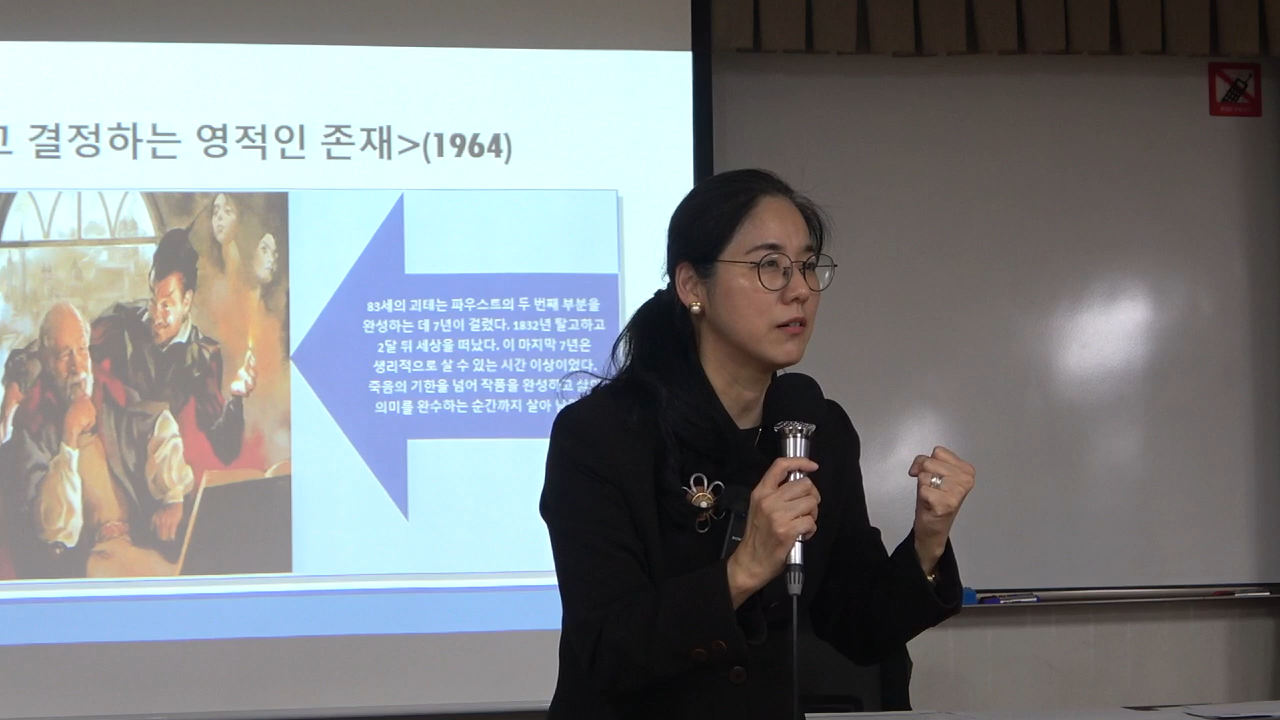 결정하는 영적인 존재>(1964)
83세의 괴태는 파우스트의 두 번째 부분을
완성하는 데 7년이 걸렸다. 1832년 탈고하고
2달 뒤 세상을 떠났다. 이 마지막 7년은
생리적으로 살 수 있는 시간 이상이었다.
죽음의 기한을 넘어 작품을 완성하고
의미를 완수하는 순간까지 살아